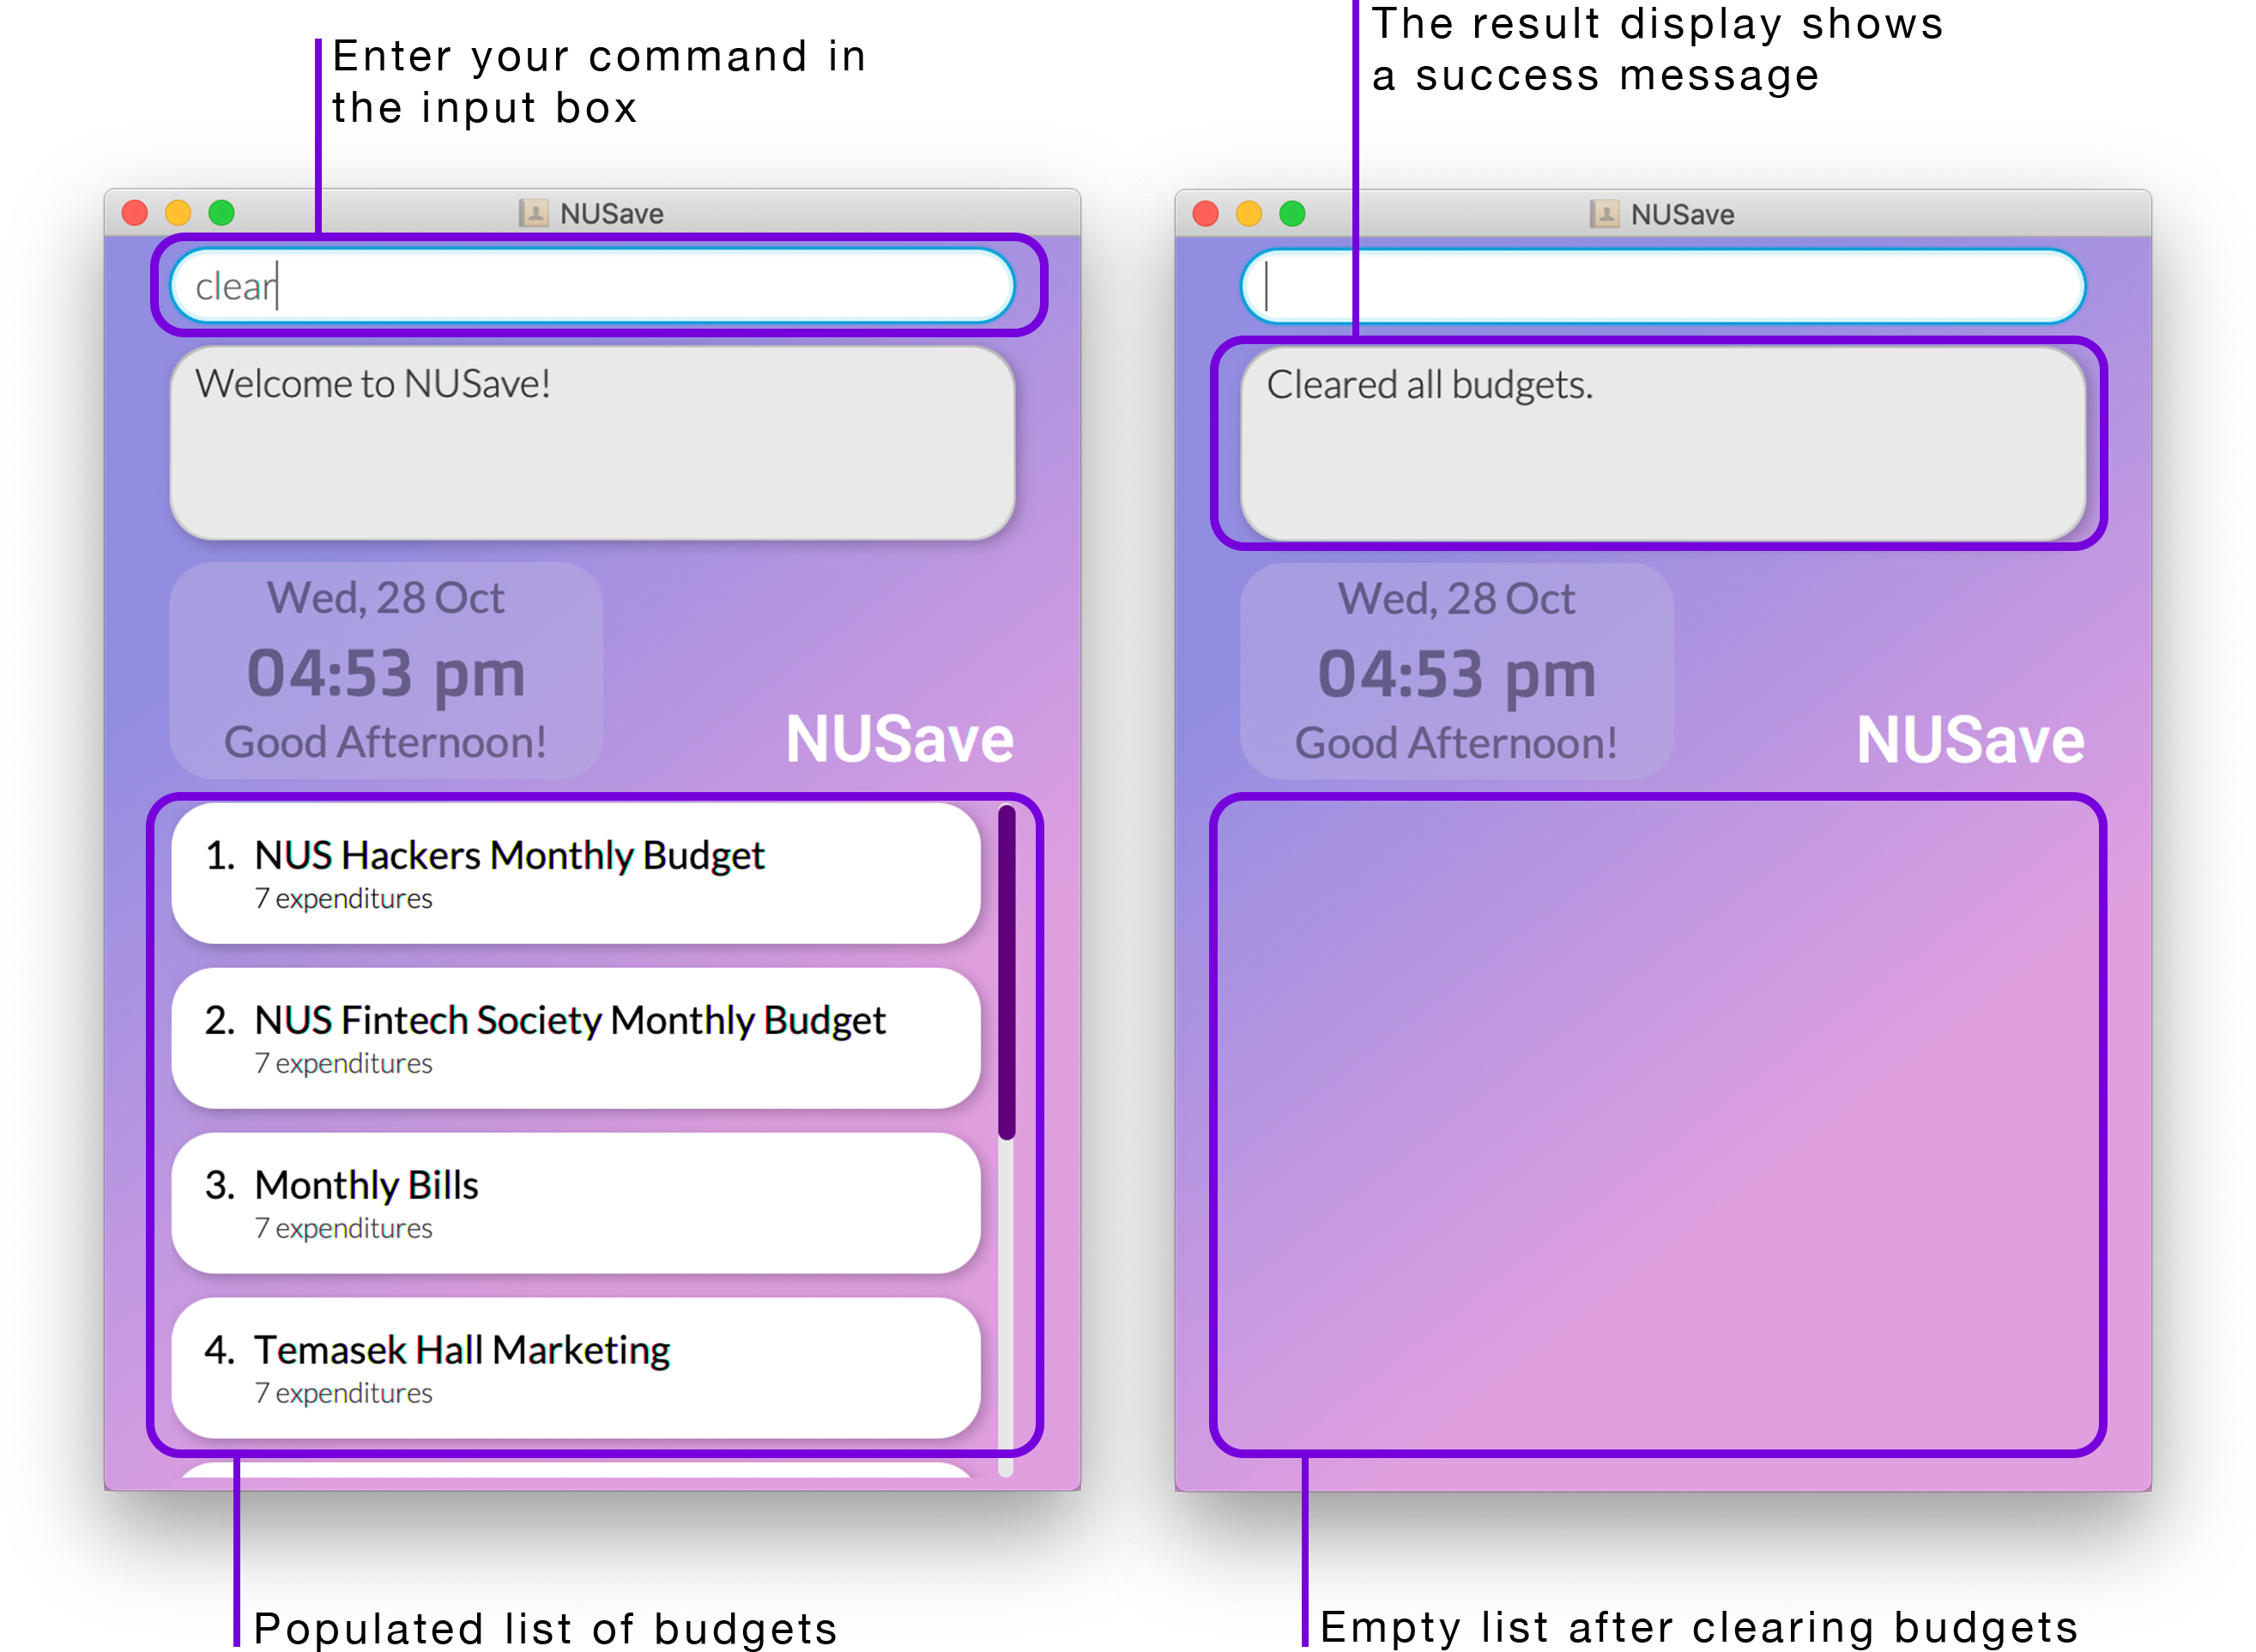 Enter your command in
the input box
NUSave
clear
Welcome to NUSave!
Wed, 28 Oct
04:53 pm
Good Afternoon!
NUSave
1. NUS Hackers Monthly Budget
7 expenditures
2. NUS Fintech Society Monthly Budget
7 expenditures
3. Monthly Bills
7 expenditures
4. Temasek Hall Marketing
7 expenditures
Populated list of budgets
The result display shows
a success message
NUSave
Cleared all budgets.
Wed, 28 Oct
04:53 pm
Good Afternoon!
NUSave
Empty list after clearing budgets